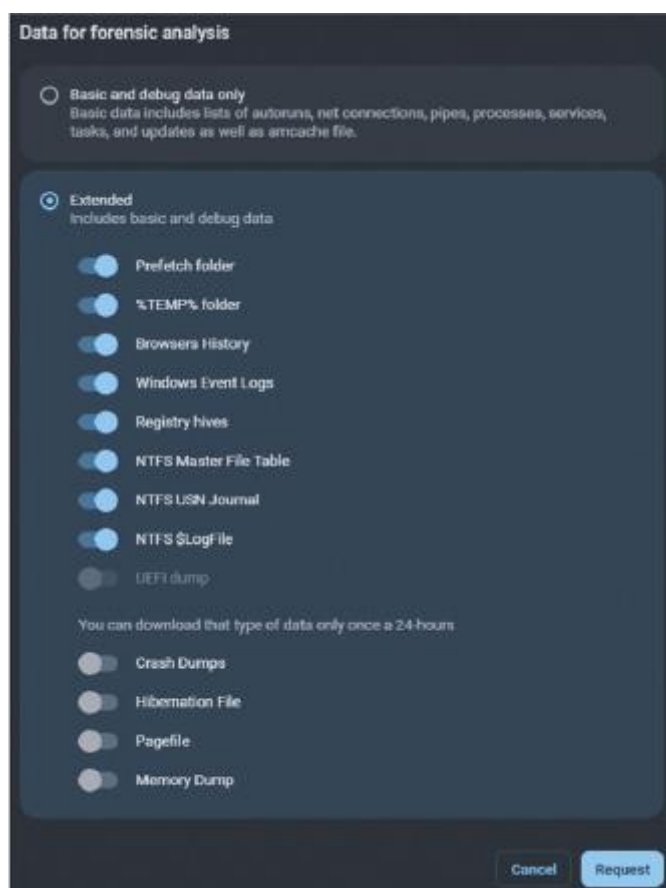 Data for forensic analysis
Basic and debug data only
Basic data includes lists of autoruns, net connections, pipes, processes, services,
tasks, and updates as well as amcache file.
Extended
Includes basic and debug data
Prefetch folder
%TEMP% folder
Browsers History
Windows Event Logs
Registry hives
NTFS Master File Table
NTFS USN Journal
NTFS $LogFile
UEFI dump
You can download that type of data only once a 24-hours
Crash Dumps
Hibernation File
Pagefile
Memory Dump
Cancel Request